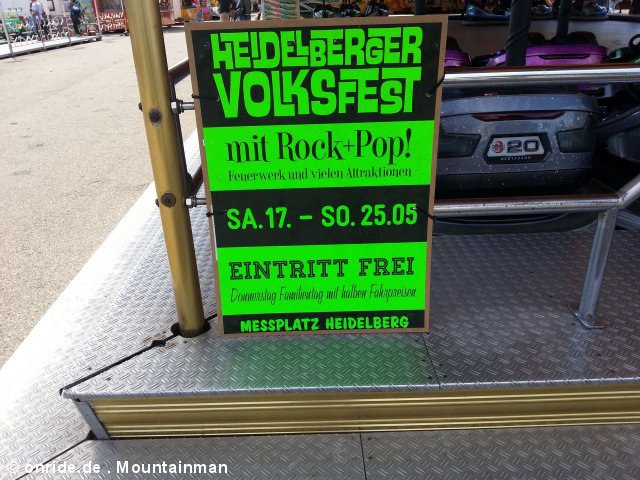 HEIDELBERGER
VOLKSFEST
mit Rock+Pop!
Feuerwerk und vielen Attraktionen
SA.17. – SO. 25.05
EINTRITT FREI
Donnerstag Familientag mit halben Fahrpreisen
MESSPLATZ HEIDELBERG
20
© onride.de . Mountainman